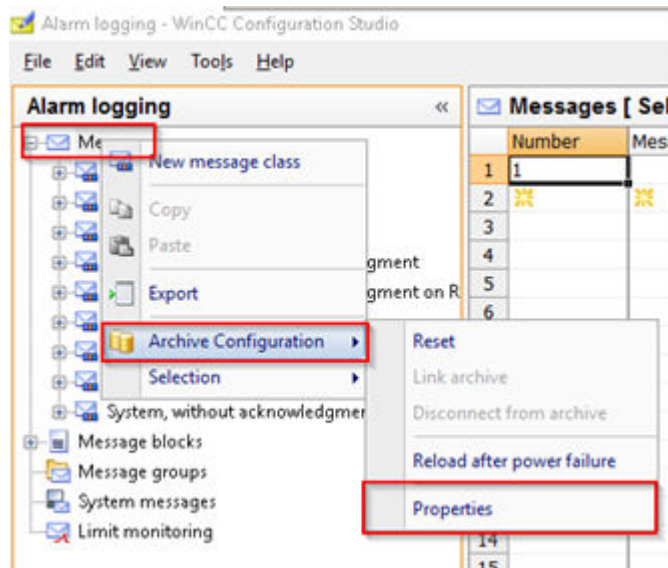 Alarm logging - WinCC Configuration Studio
File Edit View Tools Help
Alarm logging «
Messages [ Sel
Number Mes
Me
New message class
Copy
Paste
Export
Archive Configuration
Selection
gment
gment on R
System, without acknowledgmer
Message blocks
Message groups
System messages
Limit monitoring
Reset
Link archive
Disconnect from archive
Reload after power failure
Properties
1 1
2
3
4
5
6
14
15